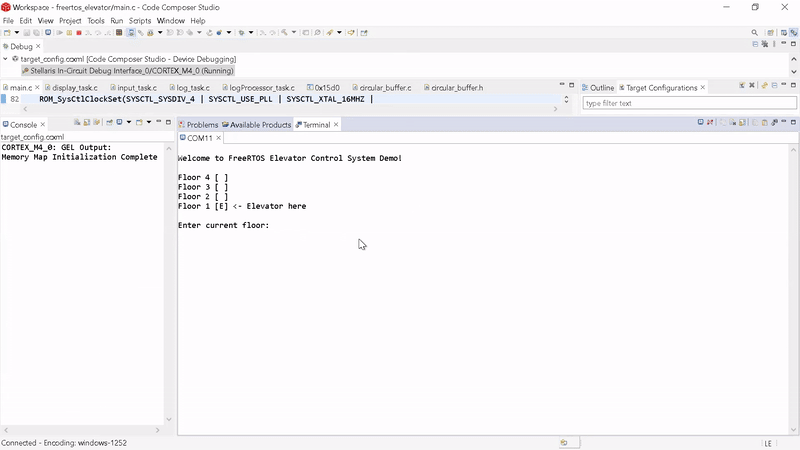 Workspace - freertos_elevator/main.c - Code Composer Studio
File Edit View Project Tools Run Scripts Window Help
Debug
target_config.ccxml [Code Composer Studio - Device Debugging]
Stellaris In-Circuit Debug Interface_0/CORTEX_M4_0 (Running)
main.c display_task.c input_task.c log_task.c logProcessor_task.c 0x15d0 circular_buffer.c circular_buffer.h
Outline Target Configurations
82 ROM_SysCtlClockSet(SYSCTL_SYSDIV_4 | SYSCTL_USE_PLL | SYSCTL_XTAL_16MHZ |
type filter text
Console
Problems Available Products Terminal
target_config.ccxml
COM11
CORTEX_M4_0: GEL Output:
Memory Map Initialization Complete
Welcome to FreeRTOS Elevator Control System Demo!
Floor 4 [ ]
Floor 3 [ ]
Floor 2 [ ]
Floor 1 [E] <- Elevator here
Enter current floor:
Connected - Encoding: windows-1252
LE